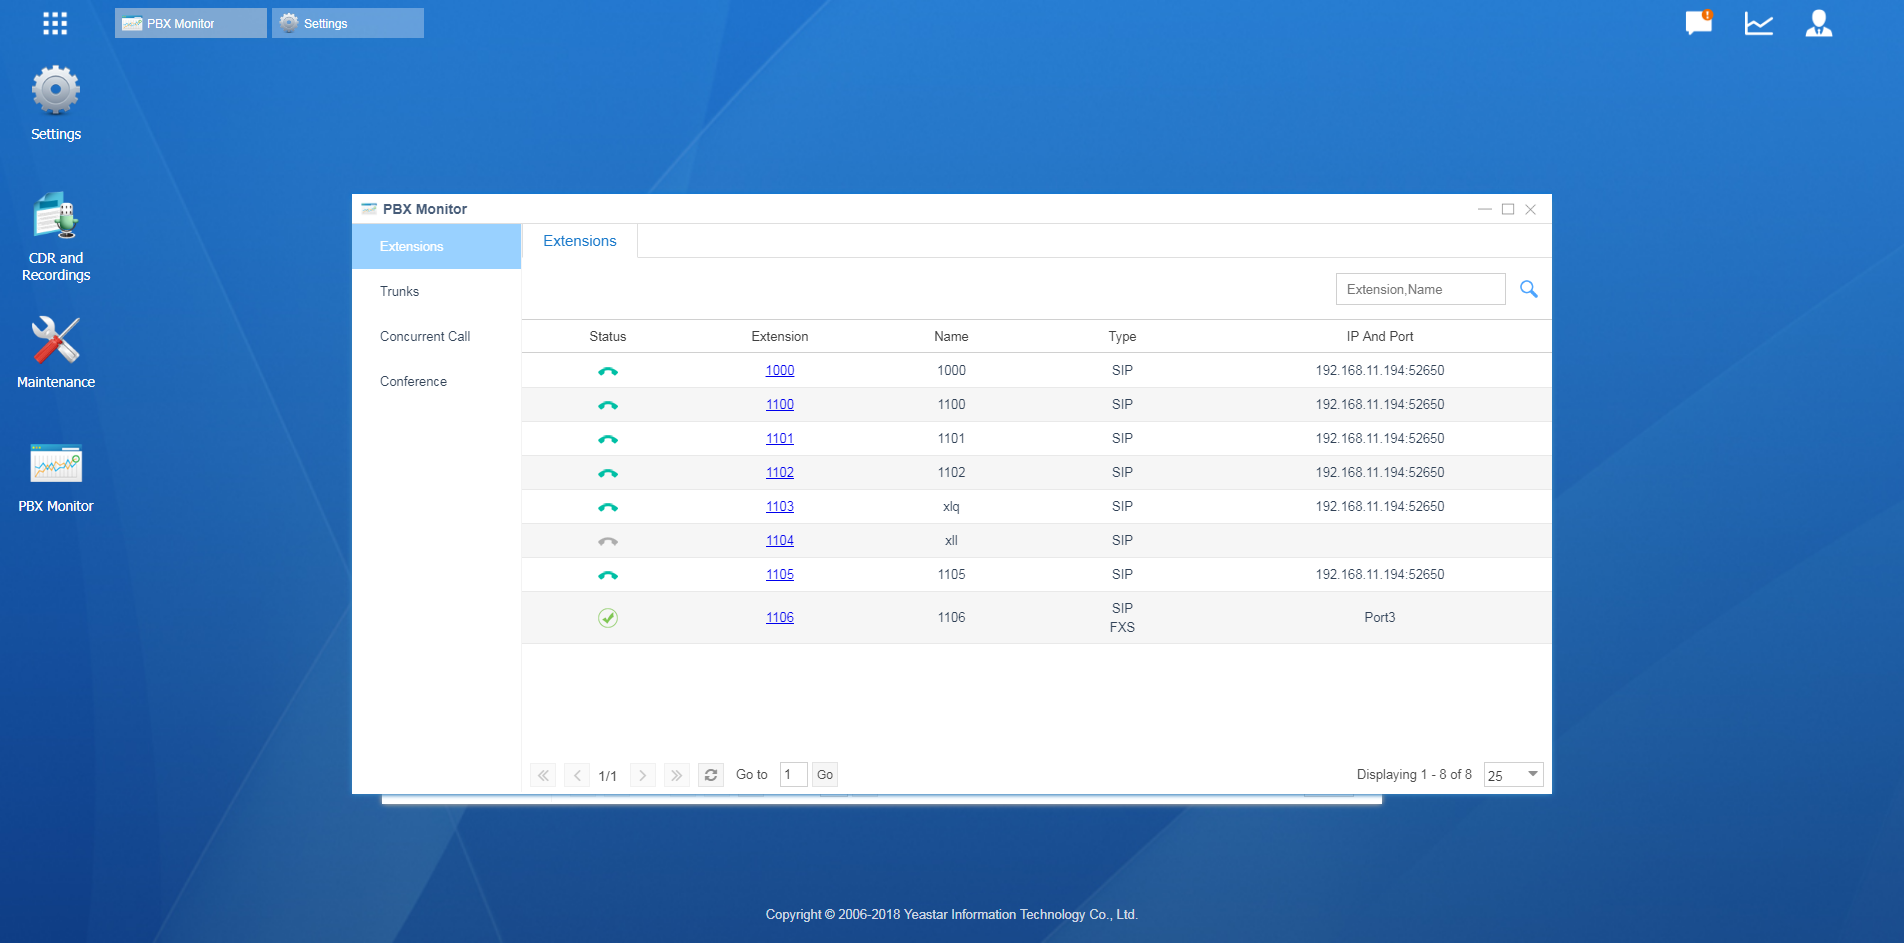 PBX Monitor
Settings
Settings
CDR and
Recordings
Maintenance
PBX Monitor
PBX Monitor
Extensions
Trunks
Concurrent Call
Conference
Extensions
Extension,Name
Status Extension Name Type IP And Port
1000 1000 SIP 192.168.11.194:52650
1100 1100 SIP 192.168.11.194:52650
1101 1101 SIP 192.168.11.194:52650
1102 1102 SIP 192.168.11.194:52650
1103 xlq SIP 192.168.11.194:52650
1104 xll SIP
1105 1105 SIP 192.168.11.194:52650
1106 1106 SIP FXS Port3
1/1 Go to 1 Go Displaying 1 - 8 of 8 25
Copyright © 2006-2018 Yeastar Information Technology Co., Ltd.